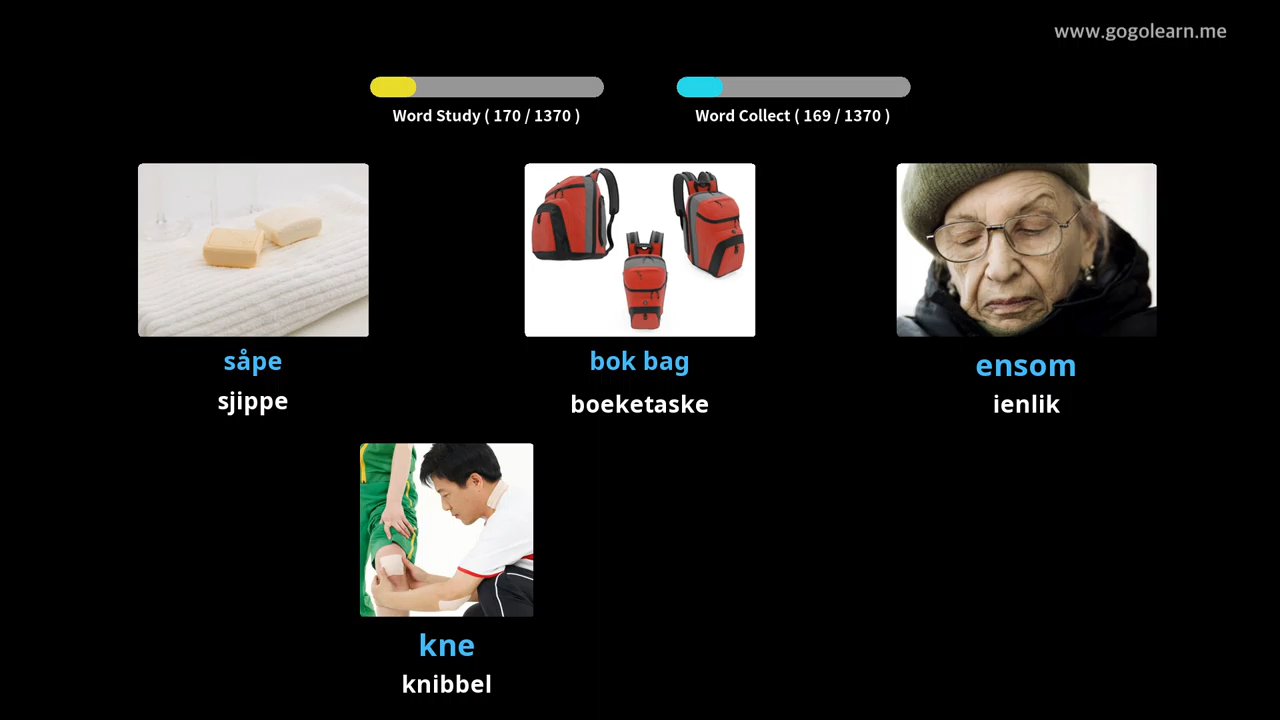 www.gogolearn.me
Word Study ( 170 / 1370 )
Word Collect ( 169 / 1370 )
såpe
sjippe
bok bag
boeketaske
ensom
ienlik
kne
knibbel